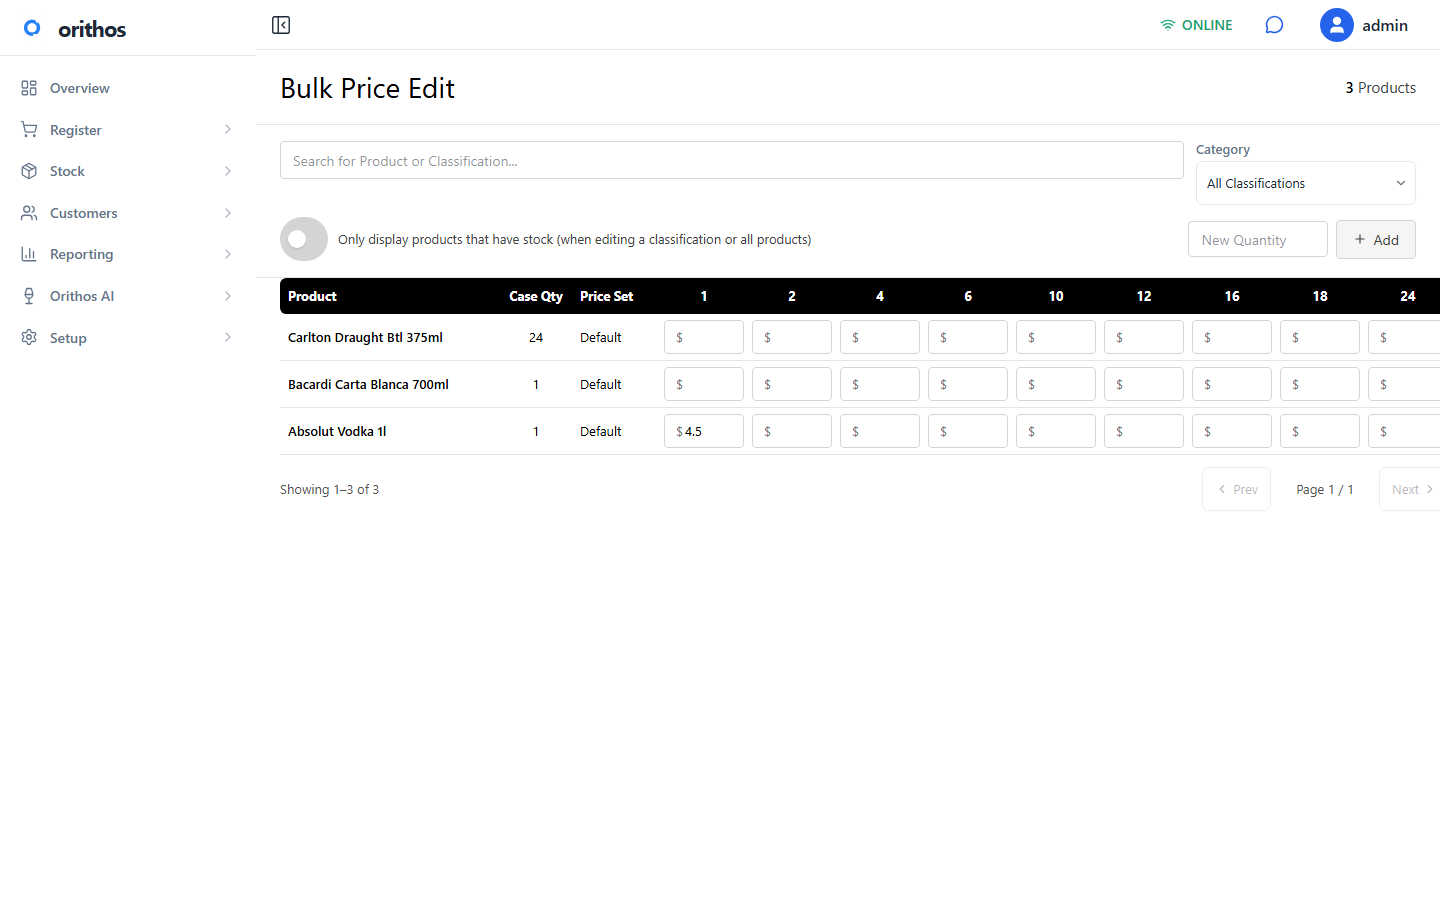 orithos
ONLINE
admin
Overview
Register
Stock
Customers
Reporting
Orithos AI
Setup
Bulk Price Edit
3 Products
Search for Product or Classification...
Category
All Classifications
Only display products that have stock (when editing a classification or all products)
New Quantity
+ Add
Product Case Qty Price Set 1 2 4 6 10 12 16 18 24
Carlton Draught Btl 375ml 24 Default $ $ $ $ $ $ $ $ $
Bacardi Carta Blanca 700ml 1 Default $ $ $ $ $ $ $ $ $
Absolut Vodka 1l 1 Default $ 4.5 $ $ $ $ $ $ $ $
Showing 1–3 of 3
Prev
Page 1 / 1
Next